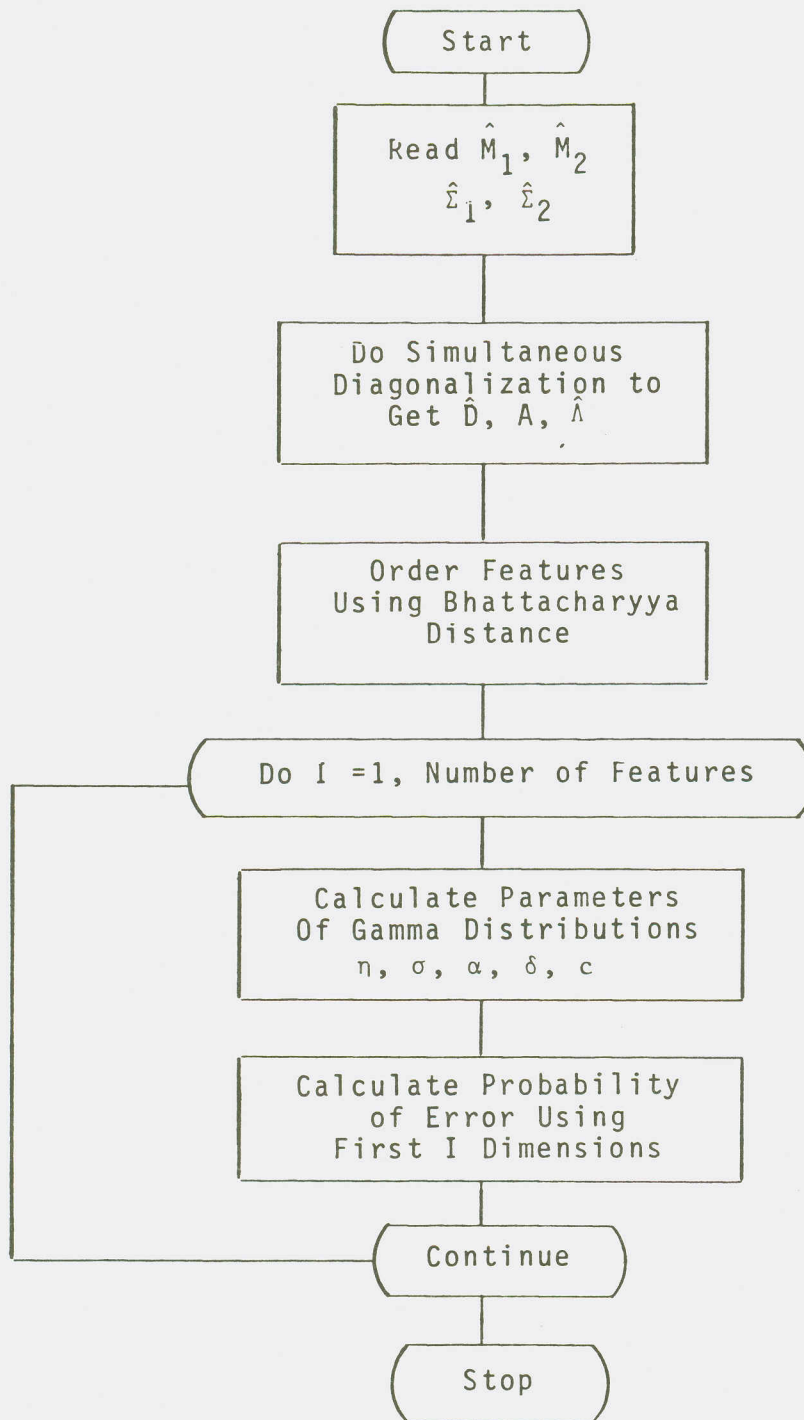 Start
Read M̂₁, M̂₂
Σ̂₁, Σ̂₂
Do Simultaneous
Diagonalization to
Get D̂, A, Λ̂
Order Features
Using Bhattacharyya
Distance
Do I =1, Number of Features
Calculate Parameters
Of Gamma Distributions
η, σ, α, δ, c
Calculate Probability
of Error Using
First I Dimensions
Continue
Stop